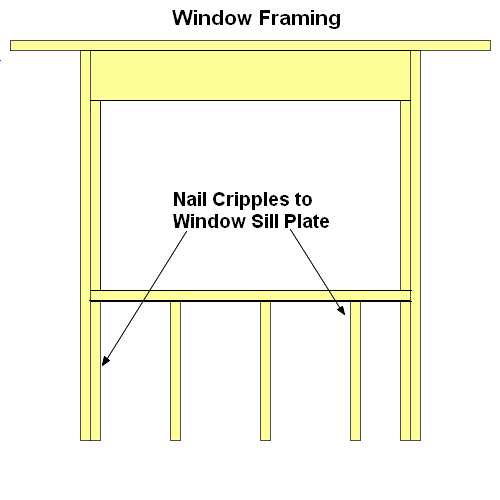 Window Framing
Nail Cripples to
Window Sill Plate